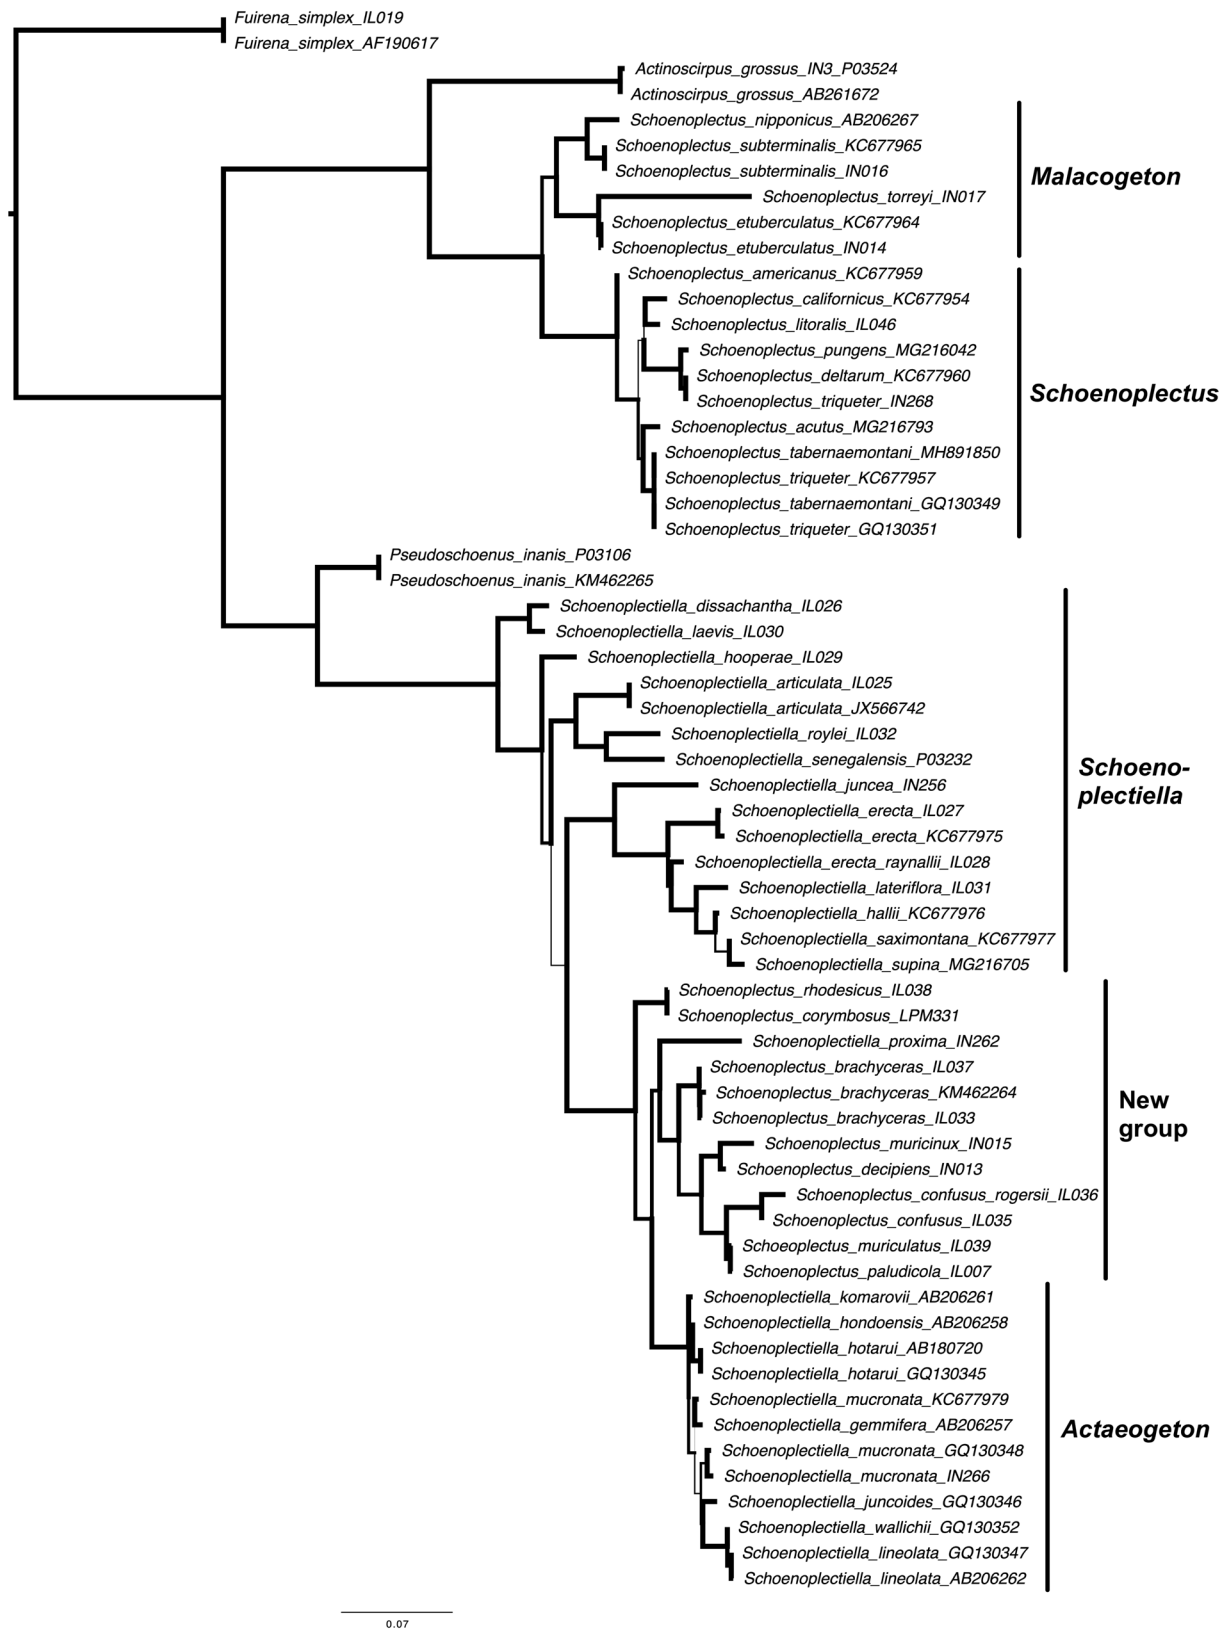 Fuirena_simplex_IL019
Fuirena_simplex_AF190617
Actinoscirpus_grossus_IN3_P03524
Actinoscirpus_grossus_AB261672
Schoenoplectus_nipponicus_AB206267
Schoenoplectus_subterminalis_KC677965
Schoenoplectus_subterminalis_IN016
Schoenoplectus_torreyi_IN017
Schoenoplectus_etuberculatus_KC677964
Schoenoplectus_etuberculatus_IN014
Malacogeton
Schoenoplectus_americanus_KC677959
Schoenoplectus_californicus_KC677954
Schoenoplectus_litoralis_IL046
Schoenoplectus_pungens_MG216042
Schoenoplectus_deltarum_KC677960
Schoenoplectus_triqueter_IN268
Schoenoplectus_acutus_MG216793
Schoenoplectus_tabernaemontani_MH891850
Schoenoplectus_triqueter_KC677957
Schoenoplectus_tabernaemontani_GQ130349
Schoenoplectus_triqueter_GQ130351
Schoenoplectus
Pseudoschoenus_inanis_P03106
Pseudoschoenus_inanis_KM462265
Schoenoplectiella_dissachantha_IL026
Schoenoplectiella_laevis_IL030
Schoenoplectiella_hooperae_IL029
Schoenoplectiella_articulata_IL025
Schoenoplectiella_articulata_JX566742
Schoenoplectiella_roylei_IL032
Schoenoplectiella_senegalensis_P03232
Schoenoplectiella_juncea_IN256
Schoenoplectiella_erecta_IL027
Schoenoplectiella_erecta_KC677975
Schoenoplectiella_erecta_raynallii_IL028
Schoenoplectiella_lateriflora_IL031
Schoenoplectiella_hallii_KC677976
Schoenoplectiella_saximontana_KC677977
Schoenoplectiella_supina_MG216705
Schoeno-
plectiella
Schoenoplectus_rhodesicus_IL038
Schoenoplectus_corymbosus_LPM331
Schoenoplectiella_proxima_IN262
Schoenoplectus_brachyceras_IL037
Schoenoplectus_brachyceras_KM462264
Schoenoplectus_brachyceras_IL033
Schoenoplectus_muricinux_IN015
Schoenoplectus_decipiens_IN013
Schoenoplectus_confusus_rogersii_IL036
Schoenoplectus_confusus_IL035
Schoeoplectus_muriculatus_IL039
Schoenoplectus_paludicola_IL007
New
group
Schoenoplectiella_komarovii_AB206261
Schoenoplectiella_hondoensis_AB206258
Schoenoplectiella_hotarui_AB180720
Schoenoplectiella_hotarui_GQ130345
Schoenoplectiella_mucronata_KC677979
Schoenoplectiella_gemmifera_AB206257
Schoenoplectiella_mucronata_GQ130348
Schoenoplectiella_mucronata_IN266
Schoenoplectiella_juncoides_GQ130346
Schoenoplectiella_wallichii_GQ130352
Schoenoplectiella_lineolata_GQ130347
Schoenoplectiella_lineolata_AB206262
Actaeogeton
0.07